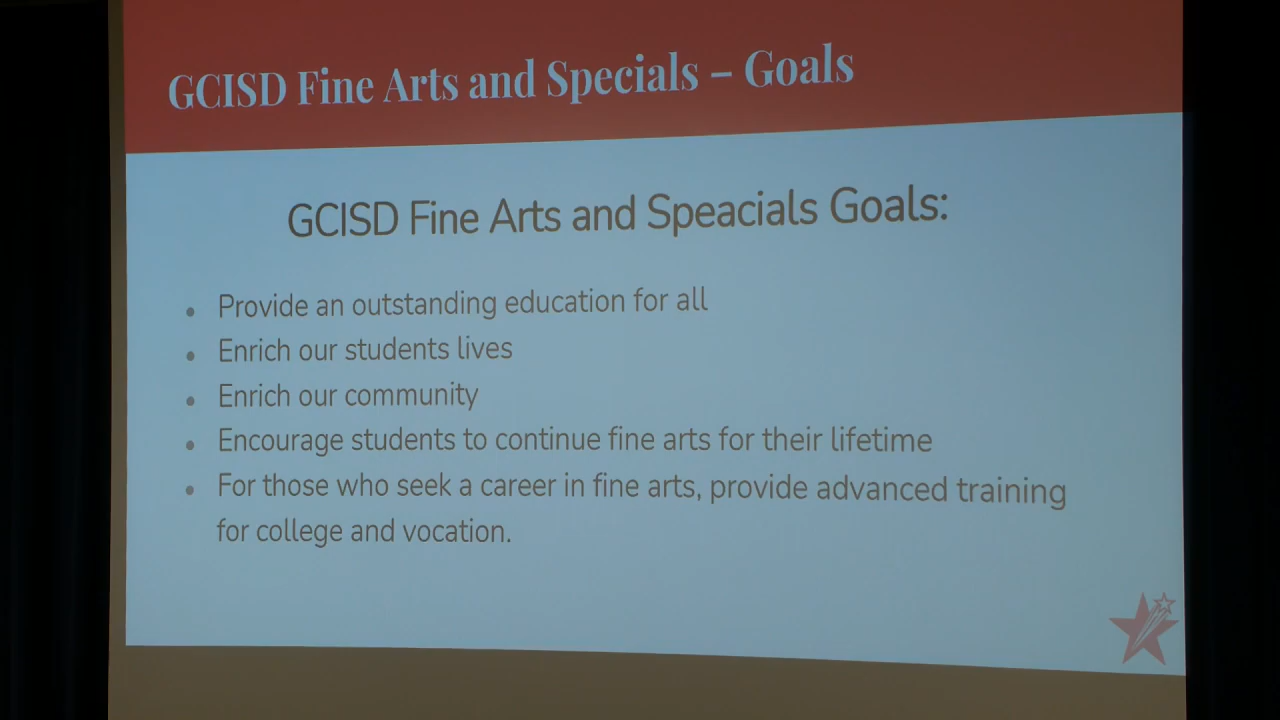 GCISD Fine Arts and Specials – Goals
GCISD Fine Arts and Speacials Goals:
• Provide an outstanding education for all
• Enrich our students lives
• Enrich our community
• Encourage students to continue fine arts for their lifetime
• For those who seek a career in fine arts, provide advanced training
for college and vocation.